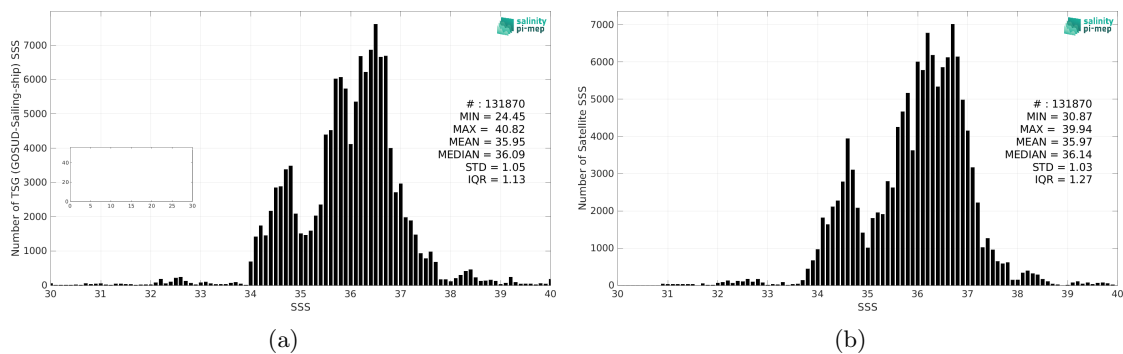 salinity
pi-mep
Number of TSG (GOSUD-Sailing-ship) SSS
7000
6000
5000
4000
3000
2000
1000
0
# : 131870
MIN = 24.45
MAX = 40.82
MEAN = 35.95
MEDIAN = 36.09
STD = 1.05
IQR = 1.13
40
20
0
0 5 10 15 20 25 30
30 31 32 33 34 35 36 37 38 39 40
SSS
(a)
salinity
pi-mep
Number of Satellite SSS
7000
6000
5000
4000
3000
2000
1000
0
# : 131870
MIN = 30.87
MAX = 39.94
MEAN = 35.97
MEDIAN = 36.14
STD = 1.03
IQR = 1.27
30 31 32 33 34 35 36 37 38 39 40
SSS
(b)